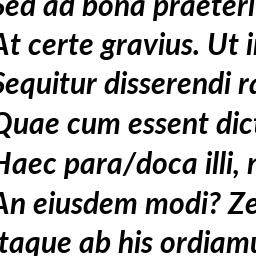 Sed ad bona praeteri
At certe gravius. Ut i
Sequitur disserendi ra
Quae cum essent dict
Haec para/doca illi, n
An eiusdem modi? Ze
Itaque ab his ordiamu